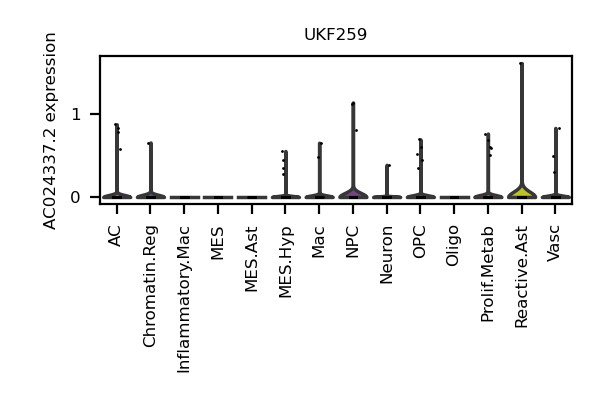 UKF259
AC024337.2 expression
1
0
AC
Chromatin.Reg
Inflammatory.Mac
MES
MES.Ast
MES.Hyp
Mac
NPC
Neuron
OPC
Oligo
Prolif.Metab
Reactive.Ast
Vasc